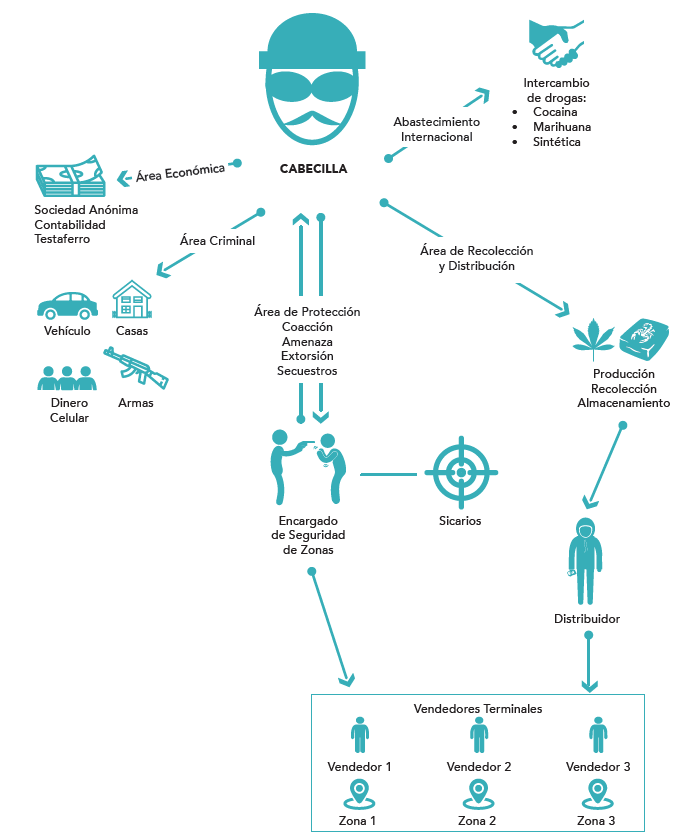 Intercambio
de drogas:
• Cocaina
• Marihuana
• Sintética
Abastecimiento
Internacional
CABECILLA
Área Económica
Sociedad Anónima
Contabilidad
Testaferro
Área Criminal
Área de Recolección
y Distribución
Vehículo
Casas
Área de Protección
Coacción
Amenaza
Extorsión
Secuestros
Dinero
Celular
Armas
Producción
Recolección
Almacenamiento
Encargado
de Seguridad
de Zonas
Sicarios
Distribuidor
Vendedores Terminales
Vendedor 1
Vendedor 2
Vendedor 3
Zona 1
Zona 2
Zona 3